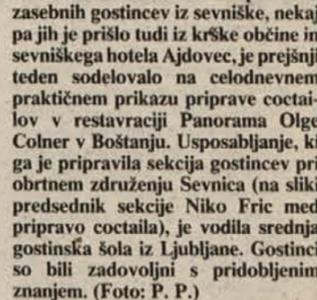 zasebnih gostincev iz sevniške, nekaj
pa jih je prišlo tudi iz krške občine in
sevniškega hotela Ajdovec, je prejšnji
teden sodelovalo na celodnevnem
praktičnem prikazu priprave coctai-
lov v restavraciji Panorama Olge
Colner v Boštanju. Usposabljanje, ki
ga je pripravila sekcija gostincev pri
obrtnem združenju Sevnica (na sliki
predsednik sekcije Niko Fric med
pripravo coctaila), je vodila srednja
gostinska šola iz Ljubljane. Gostinci
so bili zadovoljni s pridobljenim
znanjem. (Foto: P. P.)